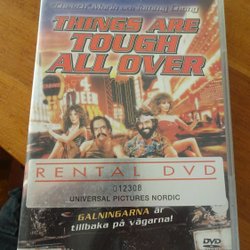 THINGS ARE
TOUGH
ALL OVER
RENTAL DVD
012308
UNIVERSAL PICTURES NORDIC
GALNINGARNA är
tillbaka på vägarna!
DVD